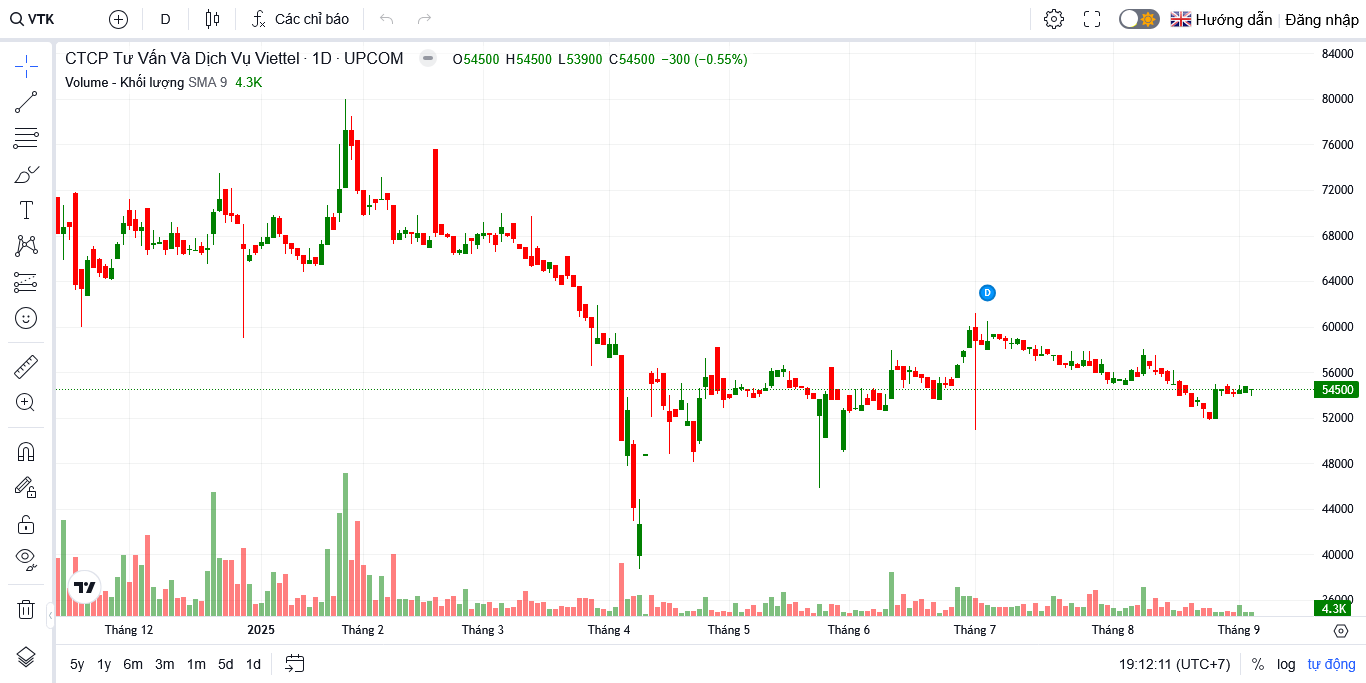 VTK D Các chỉ báo Hướng dẫn Đăng nhập
CTCP Tư Vấn Và Dịch Vụ Viettel · 1D · UPCOM O54500 H54500 L53900 C54500 −300 (−0.55%)
Volume - Khối lượng SMA 9 4.3K
84000
80000
76000
72000
68000
64000
60000
56000
54500
52000
48000
44000
40000
36000
4.3K
D
Tháng 12 2025 Tháng 2 Tháng 3 Tháng 4 Tháng 5 Tháng 6 Tháng 7 Tháng 8 Tháng 9
5y 1y 6m 3m 1m 5d 1d 19:12:11 (UTC+7) % log tự động